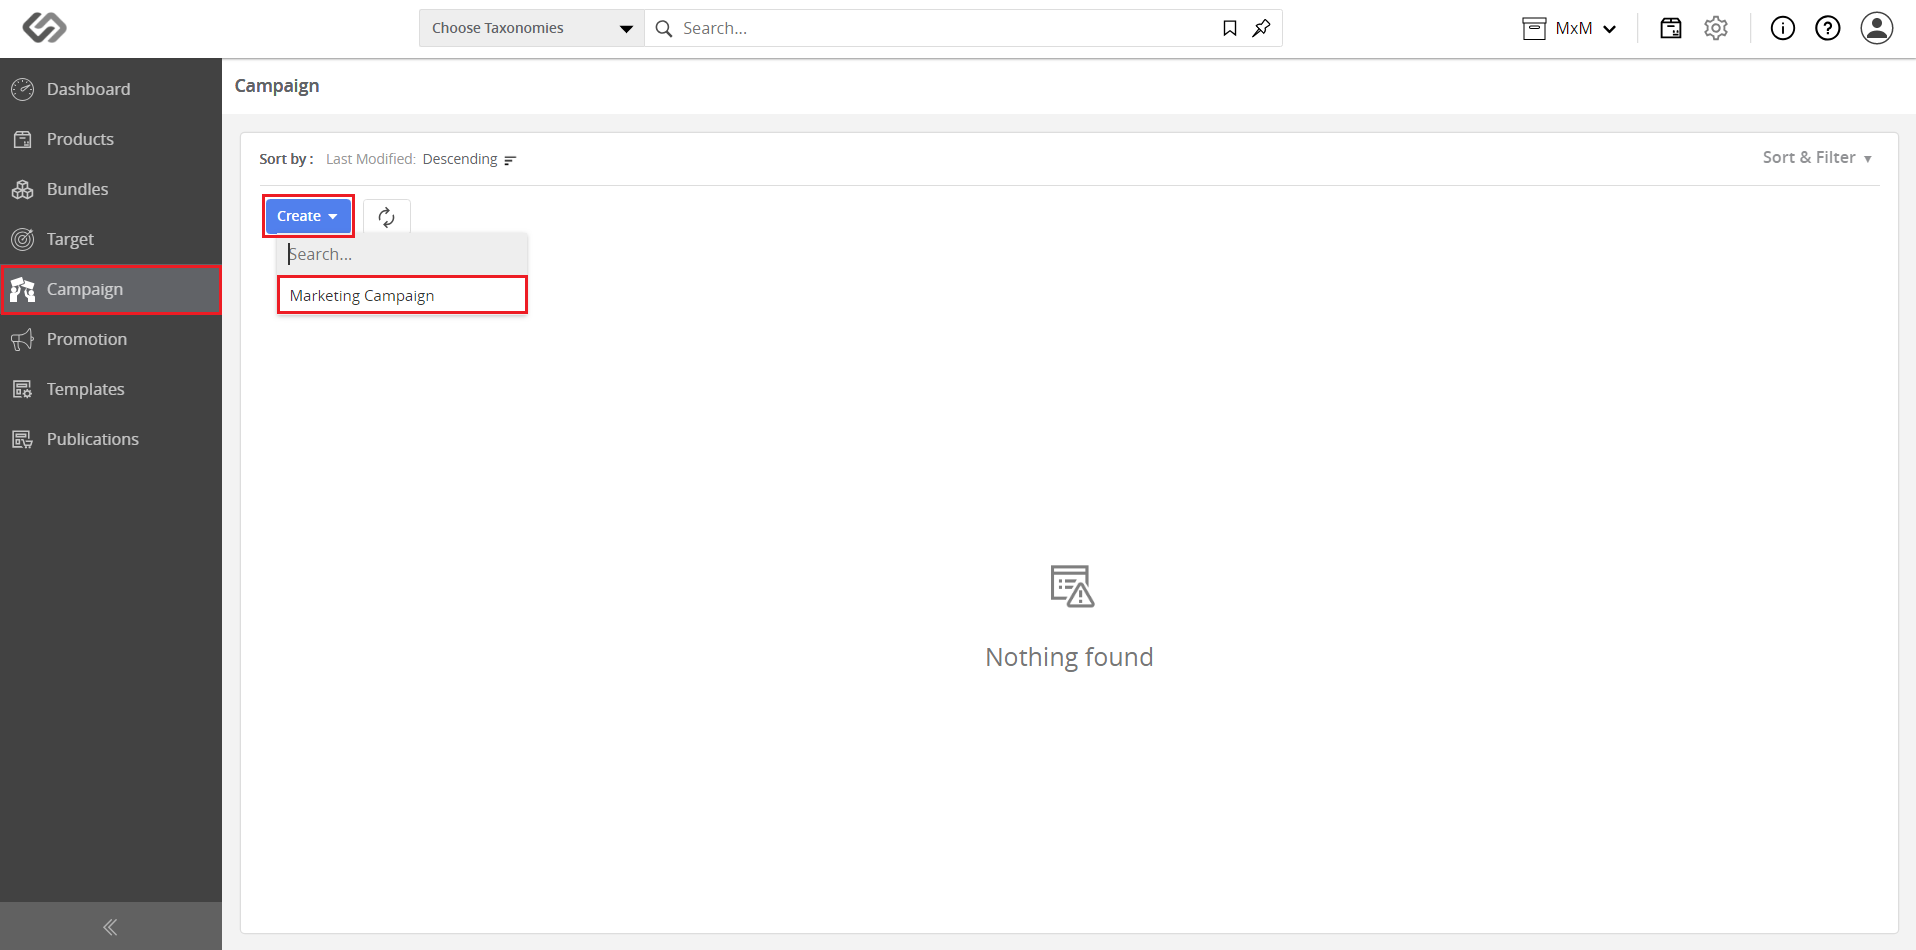 Choose Taxonomies
Search...
MxM
Dashboard
Products
Bundles
Target
Campaign
Promotion
Templates
Publications
Campaign
Sort by : Last Modified: Descending
Sort & Filter
Create
Search...
Marketing Campaign
Nothing found